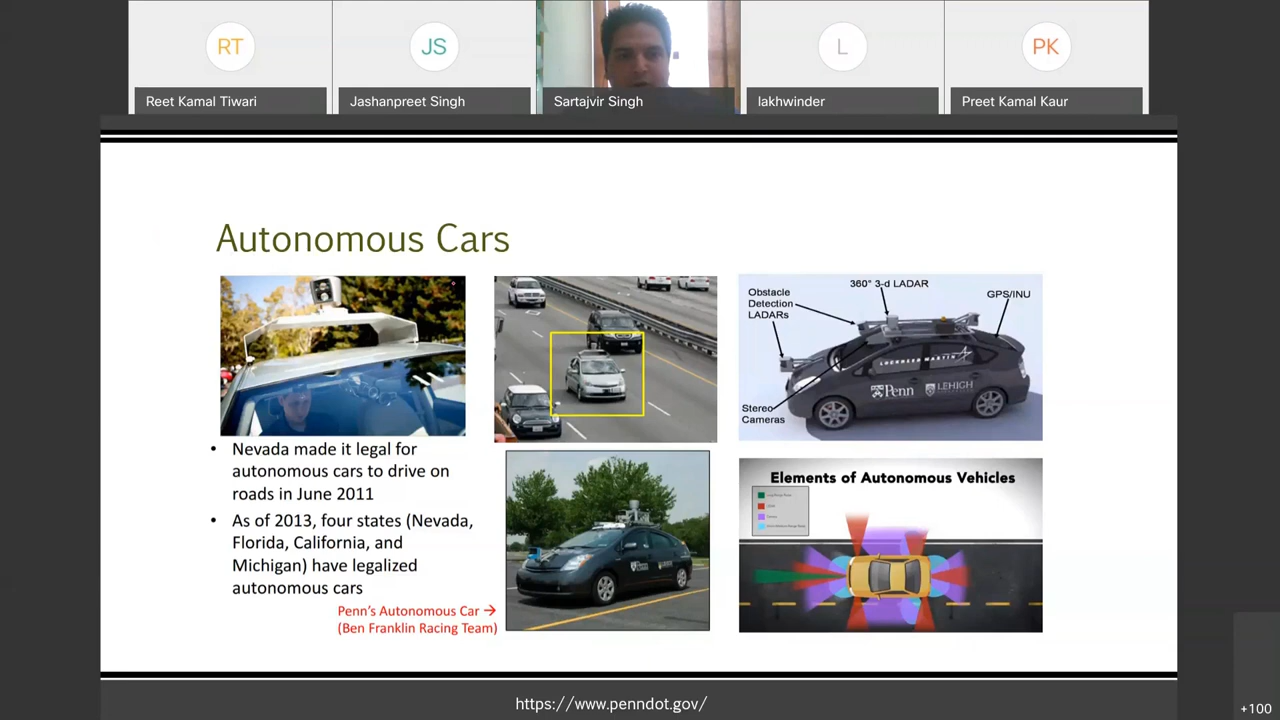 RT
JS
L
PK
Reet Kamal Tiwari
Jashanpreet Singh
Sartajvir Singh
lakhwinder
Preet Kamal Kaur
Autonomous Cars
Obstacle
Detection
LADARs
360° 3-d LADAR
GPS/INU
LOCKHEED MARTIN
Penn
LEHIGH
Stereo
Cameras
• Nevada made it legal for
autonomous cars to drive on
roads in June 2011
• As of 2013, four states (Nevada,
Florida, California, and
Michigan) have legalized
autonomous cars
Penn's Autonomous Car →
(Ben Franklin Racing Team)
Elements of Autonomous Vehicles
https://www.penndot.gov/
+100